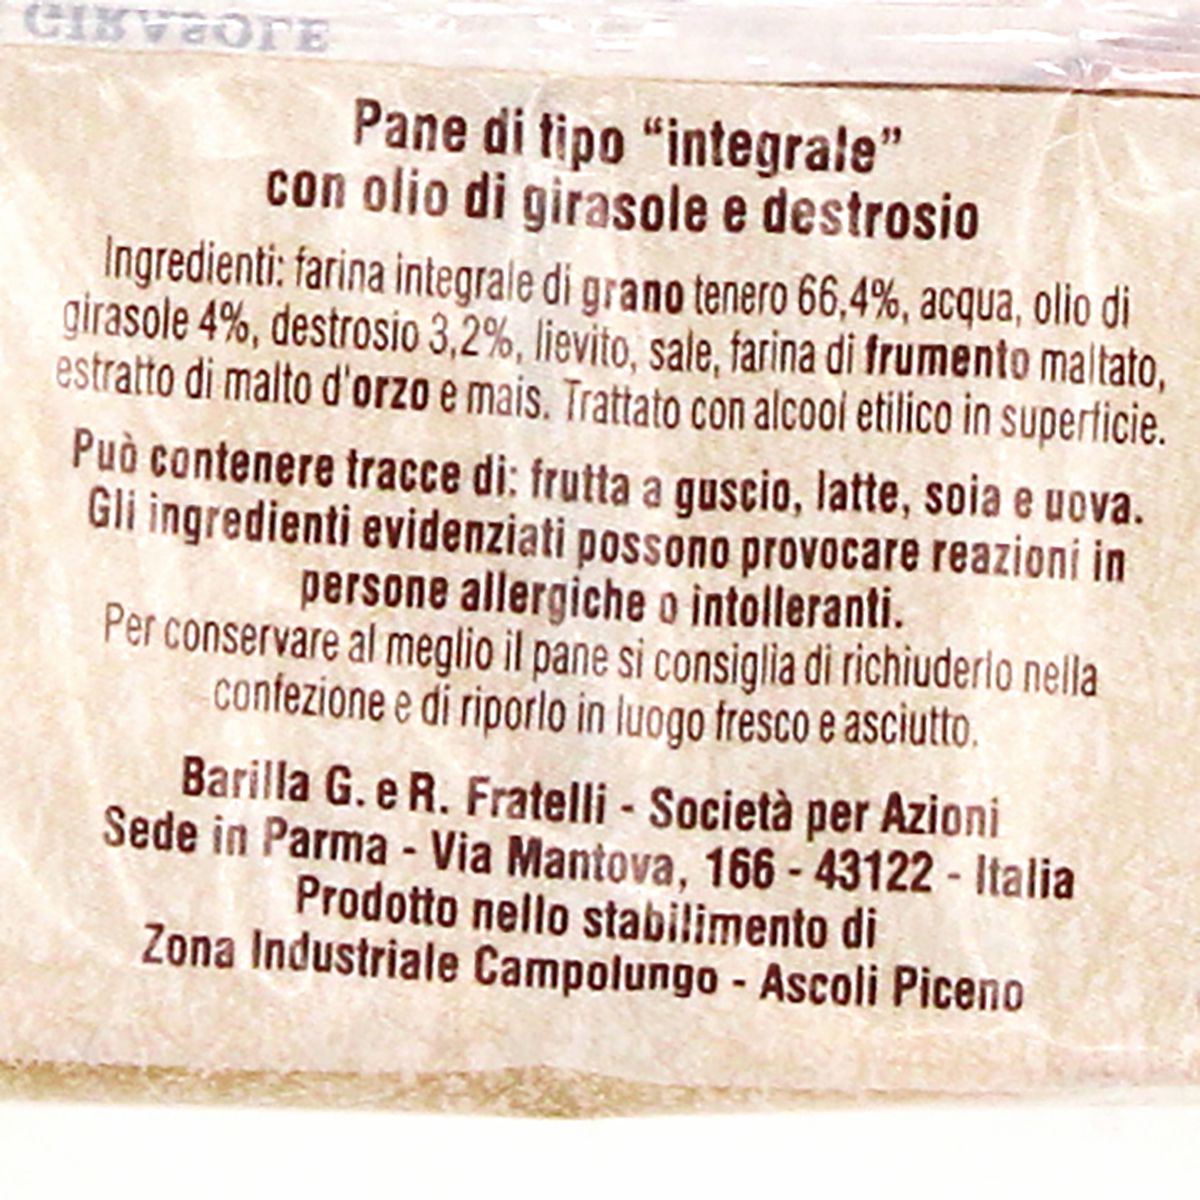 GIRASOLE
Pane di tipo “integrale”
con olio di girasole e destrosio
Ingredienti: farina integrale di grano tenero 66,4%, acqua, olio di
girasole 4%, destrosio 3,2%, lievito, sale, farina di frumento maltato,
estratto di malto d'orzo e mais. Trattato con alcool etilico in superficie.
Può contenere tracce di: frutta a guscio, latte, soia e uova.
Gli ingredienti evidenziati possono provocare reazioni in
persone allergiche o intolleranti.
Per conservare al meglio il pane si consiglia di richiuderlo nella
confezione e di riporlo in luogo fresco e asciutto.
Barilla G. e R. Fratelli - Società per Azioni
Sede in Parma - Via Mantova, 166 - 43122 - Italia
Prodotto nello stabilimento di
Zona Industriale Campolungo - Ascoli Piceno